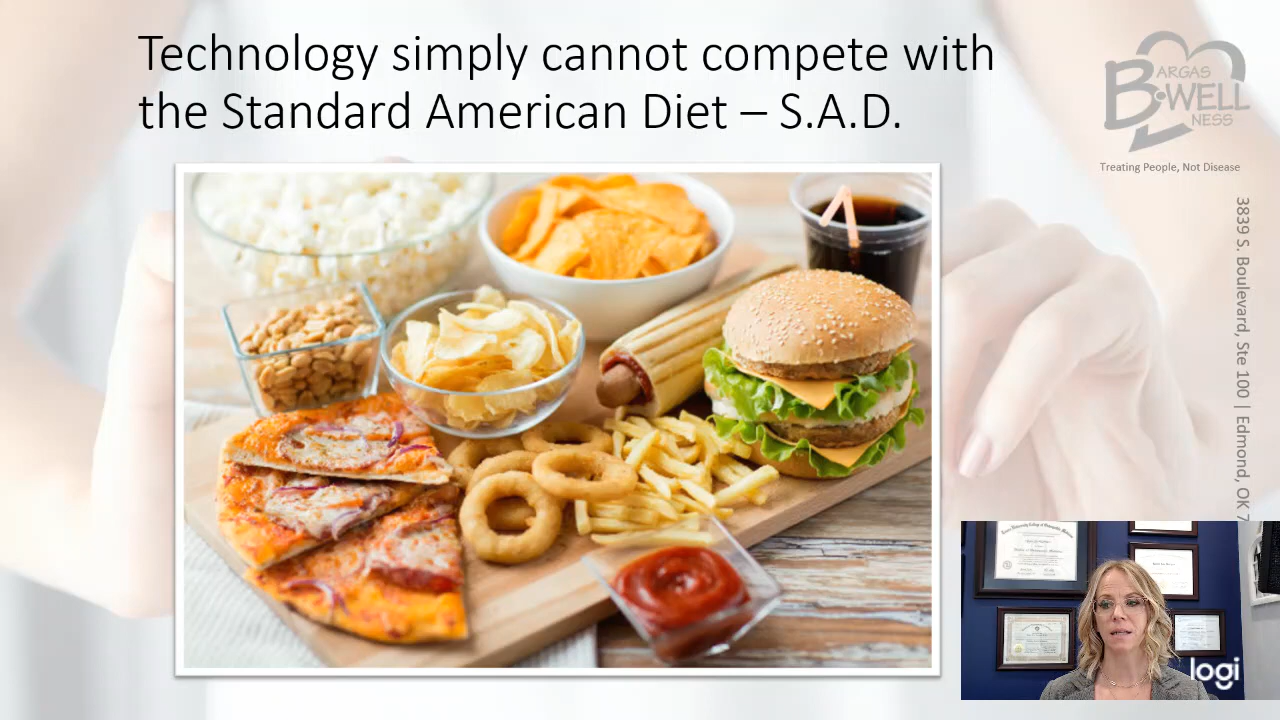 Technology simply cannot compete with
the Standard American Diet – S.A.D.
BARGAS
B·WELL
NESS
Treating People, Not Disease
3839 S. Boulevard, Ste 100 | Edmond, OK 7
logi